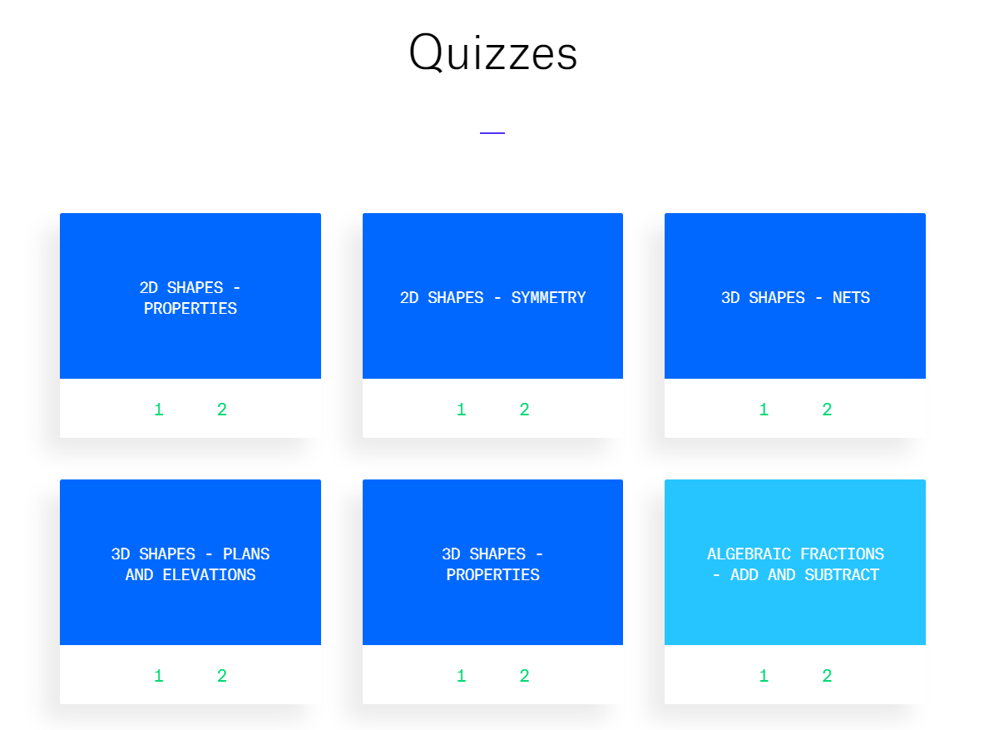 Quizzes
2D SHAPES -
PROPERTIES
1 2
2D SHAPES - SYMMETRY
1 2
3D SHAPES - NETS
1 2
3D SHAPES - PLANS
AND ELEVATIONS
1 2
3D SHAPES -
PROPERTIES
1 2
ALGEBRAIC FRACTIONS
- ADD AND SUBTRACT
1 2